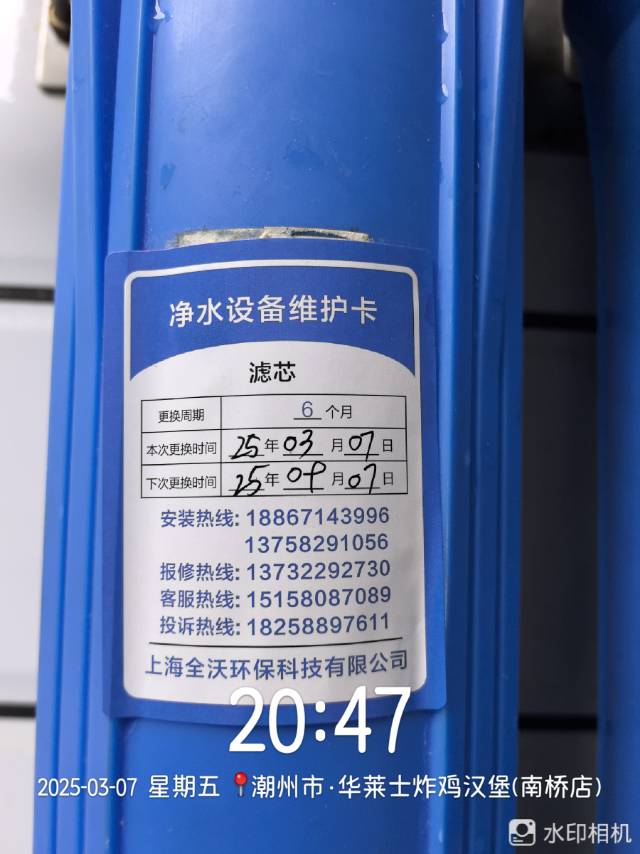 净水设备维护卡
滤芯
更换周期 6 个月
本次更换时间 25年03月07日
下次更换时间 25年09月07日
安装热线: 18867143996
13758291056
报修热线: 13732292730
客服热线: 15158087089
投诉热线: 18258897611
上海全沃环保科技有限公司
20:47
2025-03-07 星期五 📍潮州市·华莱士炸鸡汉堡(南桥店)
水印相机